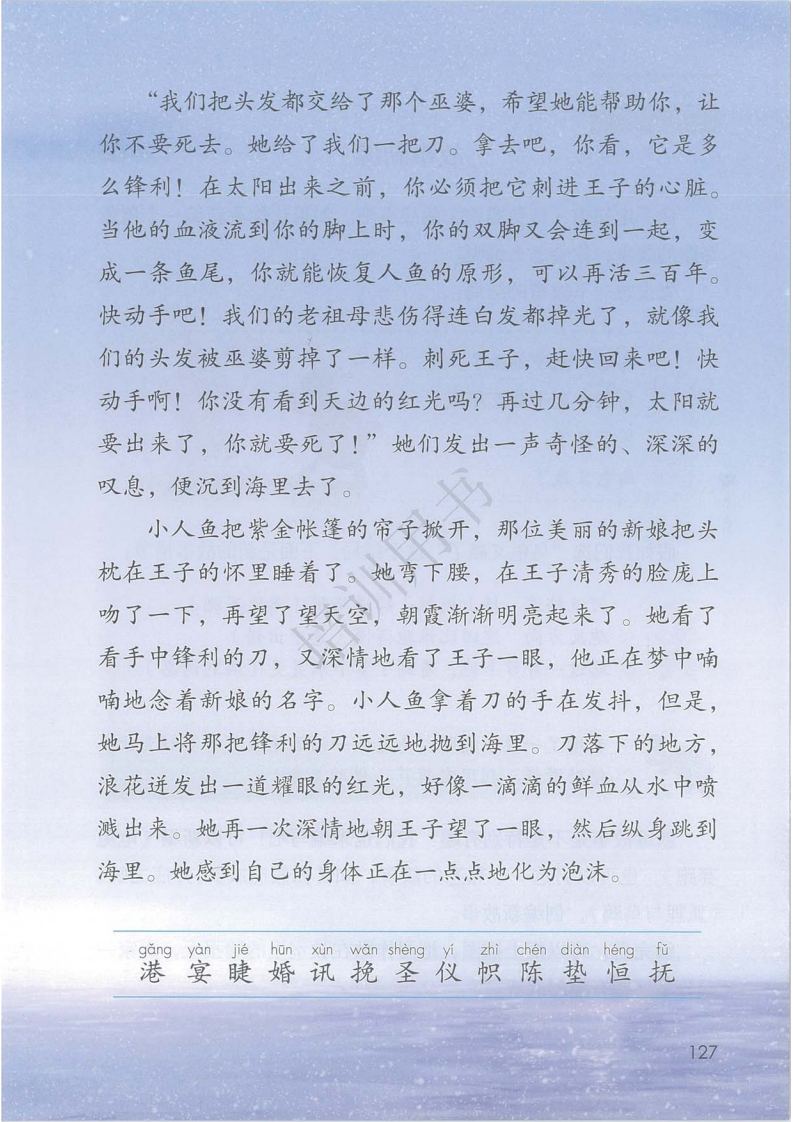 “我们把头发都交给了那个巫婆，希望她能帮助你，让
你不要死去。她给了我们一把刀。拿去吧，你看，它是多
么锋利！在太阳出来之前，你必须把它刺进王子的心脏。
当他的血液流到你的脚上时，你的双脚又会连到一起，变
成一条鱼尾，你就能恢复人鱼的原形，可以再活三百年。
快动手吧！我们的老祖母悲伤得连白发都掉光了，就像我
们的头发被巫婆剪掉了一样。刺死王子，赶快回来吧！快
动手啊！你没有看到天边的红光吗？再过几分钟，太阳就
要出来了，你就要死了！”她们发出一声奇怪的、深深的
叹息，便沉到海里去了。
小人鱼把紫金帐篷的帘子掀开，那位美丽的新娘把头
枕在王子的怀里睡着了。她弯下腰，在王子清秀的脸庞上
吻了一下，再望了望天空，朝霞渐渐明亮起来了。她看了
看手中锋利的刀，又深情地看了王子一眼，他正在梦中喃
喃地念着新娘的名字。小人鱼拿着刀的手在发抖，但是，
她马上将那把锋利的刀远远地抛到海里。刀落下的地方，
浪花迸发出一道耀眼的红光，好像一滴滴的鲜血从水中喷
溅出来。她再一次深情地朝王子望了一眼，然后纵身跳到
海里。她感到自己的身体正在一点点地化为泡沫。
培训用书
gǎng yàn jié hūn xùn wǎn shèng yí zhì chén diàn héng fǔ
港 宴 睫 婚 讯 挽 圣 仪 帜 陈 垫 恒 抚
127